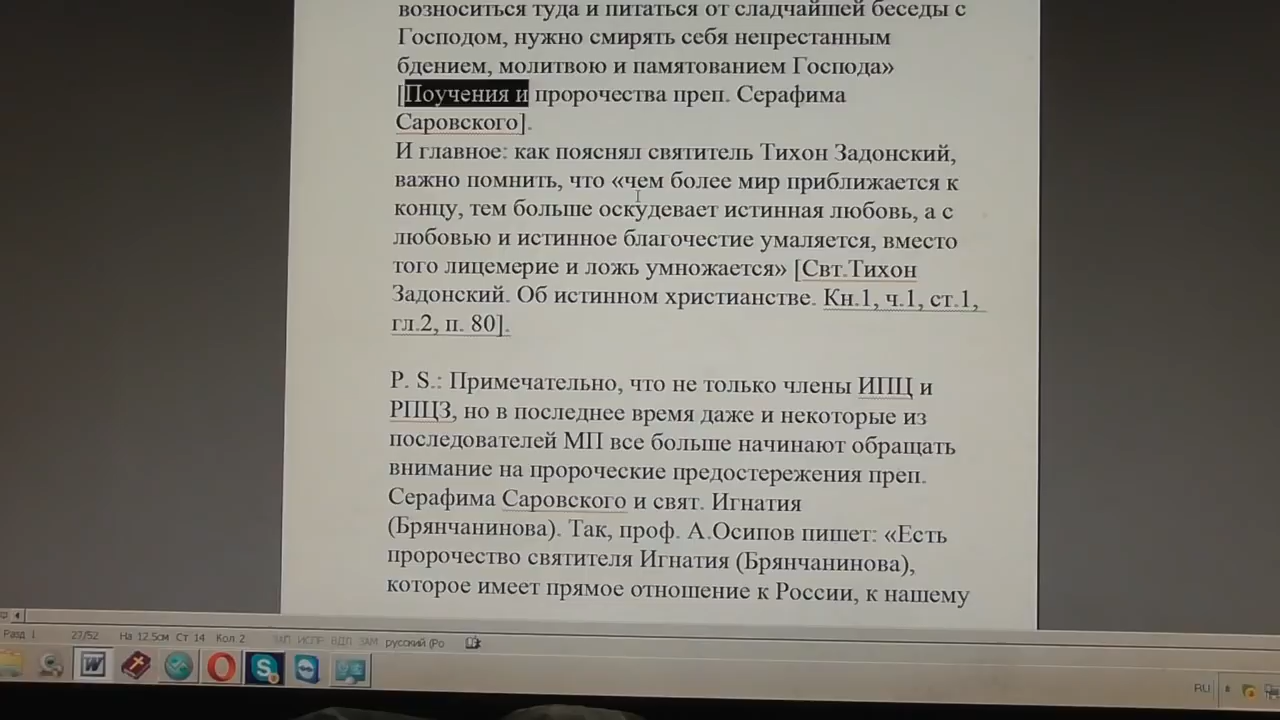 возноситься туда и питаться от сладчайшей беседы с
Господом, нужно смирять себя непрестанным
бдением, молитвою и памятованием Господа»
[Поучения и пророчества преп. Серафима
Саровского].
И главное: как пояснял святитель Тихон Задонский,
важно помнить, что «чем более мир приближается к
концу, тем больше оскудевает истинная любовь, а с
любовью и истинное благочестие умаляется, вместо
того лицемерие и ложь умножается» [Свт.Тихон
Задонский. Об истинном христианстве. Кн.1, ч.1, ст.1,
гл.2, п. 80].
P. S.: Примечательно, что не только члены ИПЦ и
РПЦЗ, но в последнее время даже и некоторые из
последователей МП все больше начинают обращать
внимание на пророческие предостережения преп.
Серафима Саровского и свят. Игнатия
(Брянчанинова). Так, проф. А.Осипов пишет: «Есть
пророчество святителя Игнатия (Брянчанинова),
которое имеет прямое отношение к России, к нашему
Разд 1 27/52 На 12.5см Ст 14 Кол 2 ЗАП ИСПР ВДЛ ЗАМ русский (Ро
RU